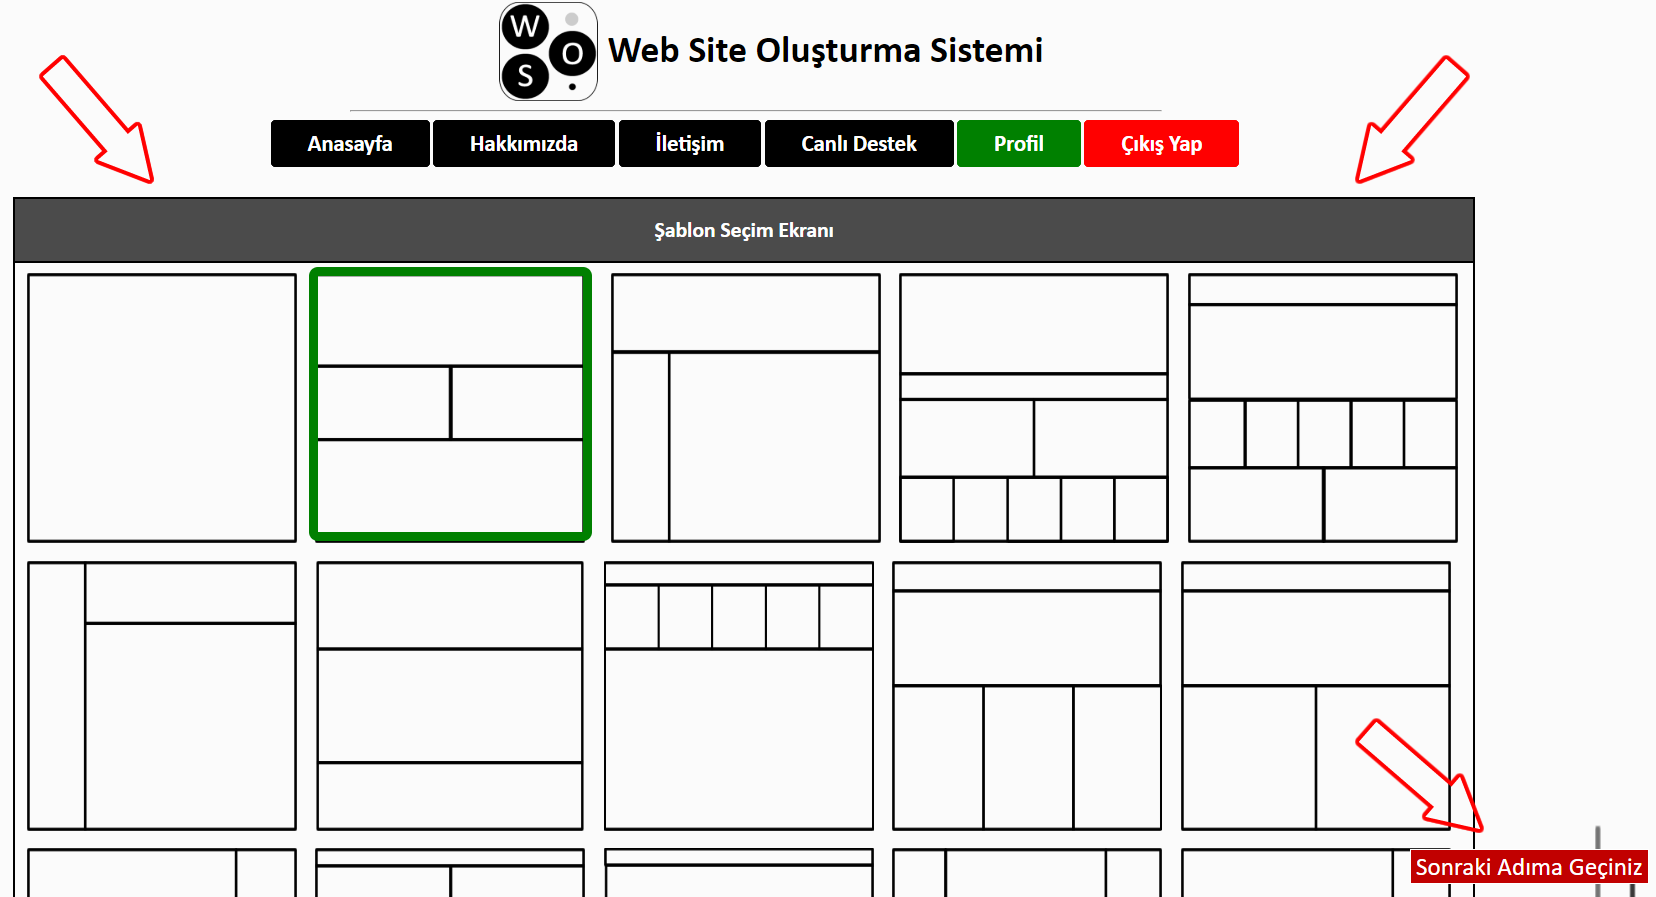 W
O
S
Web Site Oluşturma Sistemi
Anasayfa
Hakkımızda
İletişim
Canlı Destek
Profil
Çıkış Yap
Şablon Seçim Ekranı
Sonraki Adıma Geçiniz